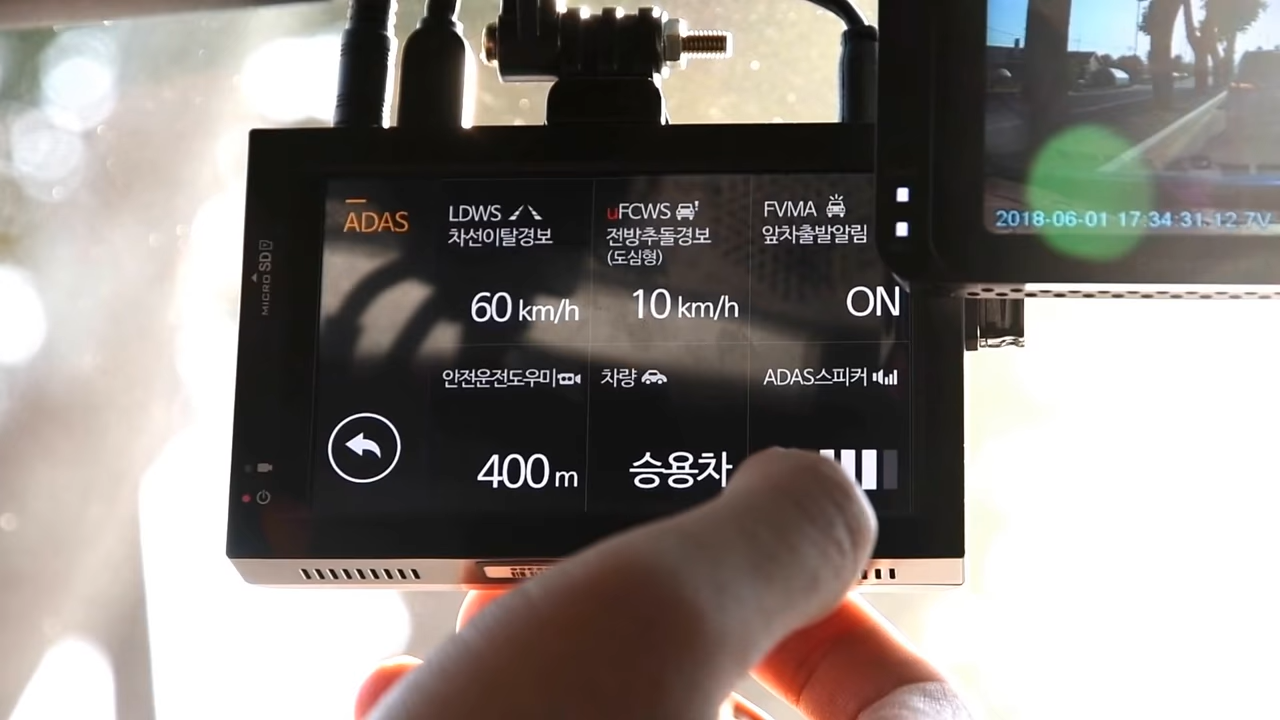 ADAS
LDWS
차선이탈경보
60 km/h
uFCWS
전방추돌경보
(도심형)
10 km/h
FVMA
앞차출발알림
ON
안전운전도우미
400 m
차량
승용차
ADAS스피커
MICRO SD
2018-06-01 17:34:31 12.7V